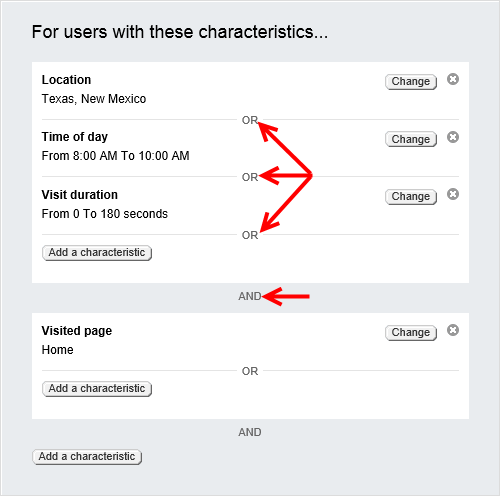 For users with these characteristics...
Location
Change
Texas, New Mexico
OR
Time of day
Change
From 8:00 AM To 10:00 AM
OR
Visit duration
Change
From 0 To 180 seconds
OR
Add a characteristic
AND
Visited page
Change
Home
OR
Add a characteristic
AND
Add a characteristic